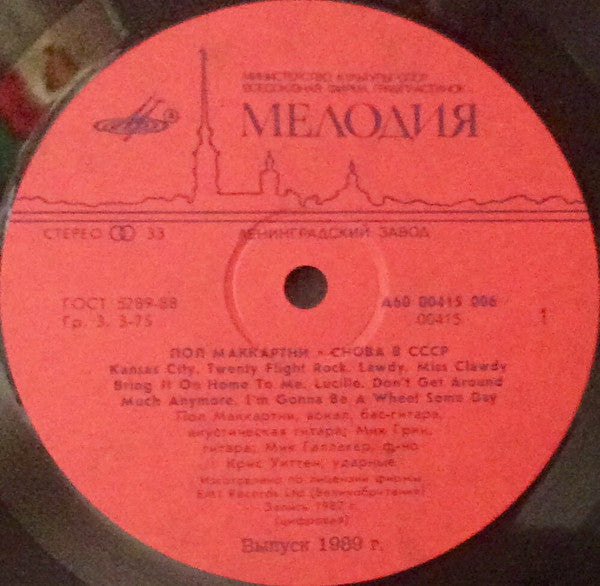 МИНИСТЕРСТВО КУЛЬТУРЫ СССР
ВСЕСОЮЗНАЯ ФИРМА ГРАМПЛАСТИНОК
МЕЛОДИЯ
СТЕРЕО 33
ЛЕНИНГРАДСКИЙ ЗАВОД
ГОСТ 5289-88
Гр. 3. 3-75
А60 00415 006
00415
1
ПОЛ МАККАРТНИ • СНОВА В СССР
Kansas City. Twenty Flight Rock. Lawdy, Miss Clawdy
Bring It On Home To Me. Lucille. Don't Get Around
Much Anymore. I'm Gonna Be A Wheel Some Day
Пол Маккартни, вокал, бас-гитара,
акустическая гитара; Мик Грин,
гитара; Мик Галлахер, ф-но
Крис Уиттен, ударные
Изготовлено по лицензии фирмы
EMI Records Ltd (Великобритания)
Запись 1987 г.
(цифровая)
Выпуск 1989 г.